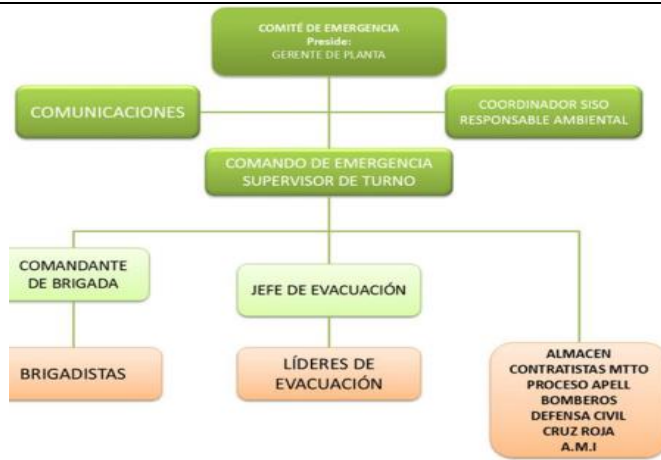 COMITÉ DE EMERGENCIA
Preside:
GERENTE DE PLANTA
COMUNICACIONES
COORDINADOR SISO
RESPONSABLE AMBIENTAL
COMANDO DE EMERGENCIA
SUPERVISOR DE TURNO
COMANDANTE
DE BRIGADA
JEFE DE EVACUACIÓN
BRIGADISTAS
LÍDERES DE
EVACUACIÓN
ALMACEN
CONTRATISTAS MTTO
PROCESO APELL
BOMBEROS
DEFENSA CIVIL
CRUZ ROJA
A.M.I